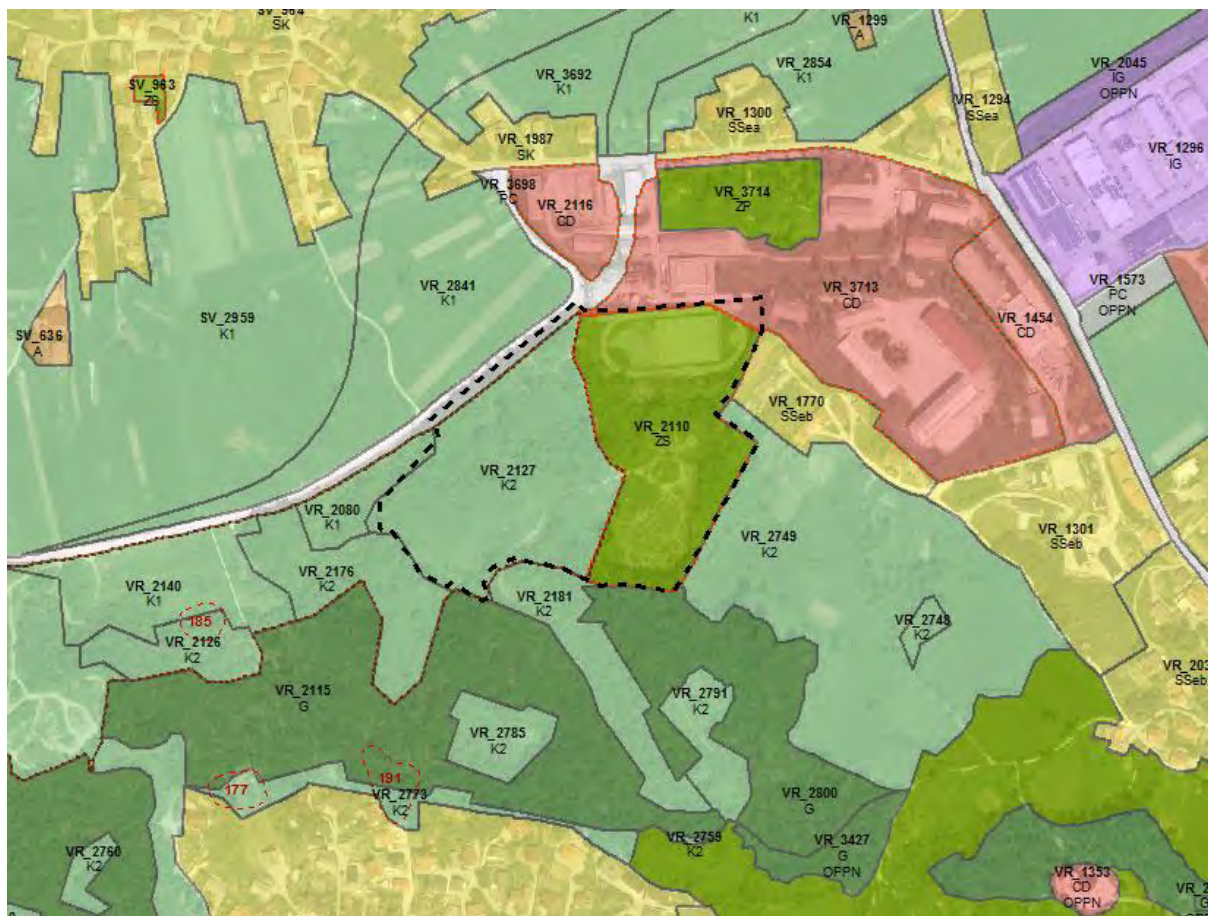 SV_964
SK
K1
VR_1299
A
VR_3692
K1
VR_2854
K1
VR_2045
IG
OPPN
SV_963
ZS
VR_1300
SSea
VR_1294
SSea
VR_1987
SK
VR_1296
IG
VR_3698
PC
VR_2116
CD
VR_3714
ZP
VR_1573
PC
OPPN
VR_2841
K1
VR_3713
CD
SV_2959
K1
SV_636
A
VR_1454
CD
VR_1770
SSeb
VR_2110
ZS
VR_2127
K2
VR_2080
K1
VR_1301
SSeb
VR_2749
K2
VR_2140
K1
VR_2176
K2
VR_2181
K2
185
VR_2126
K2
VR_2748
K2
VR_203
SSeb
VR_2115
G
VR_2791
K2
VR_2785
K2
177
191
VR_2773
K2
VR_2800
G
VR_2759
K2
VR_3427
G
OPPN
VR_2760
K2
VR_1353
CD
OPPN
VR_2